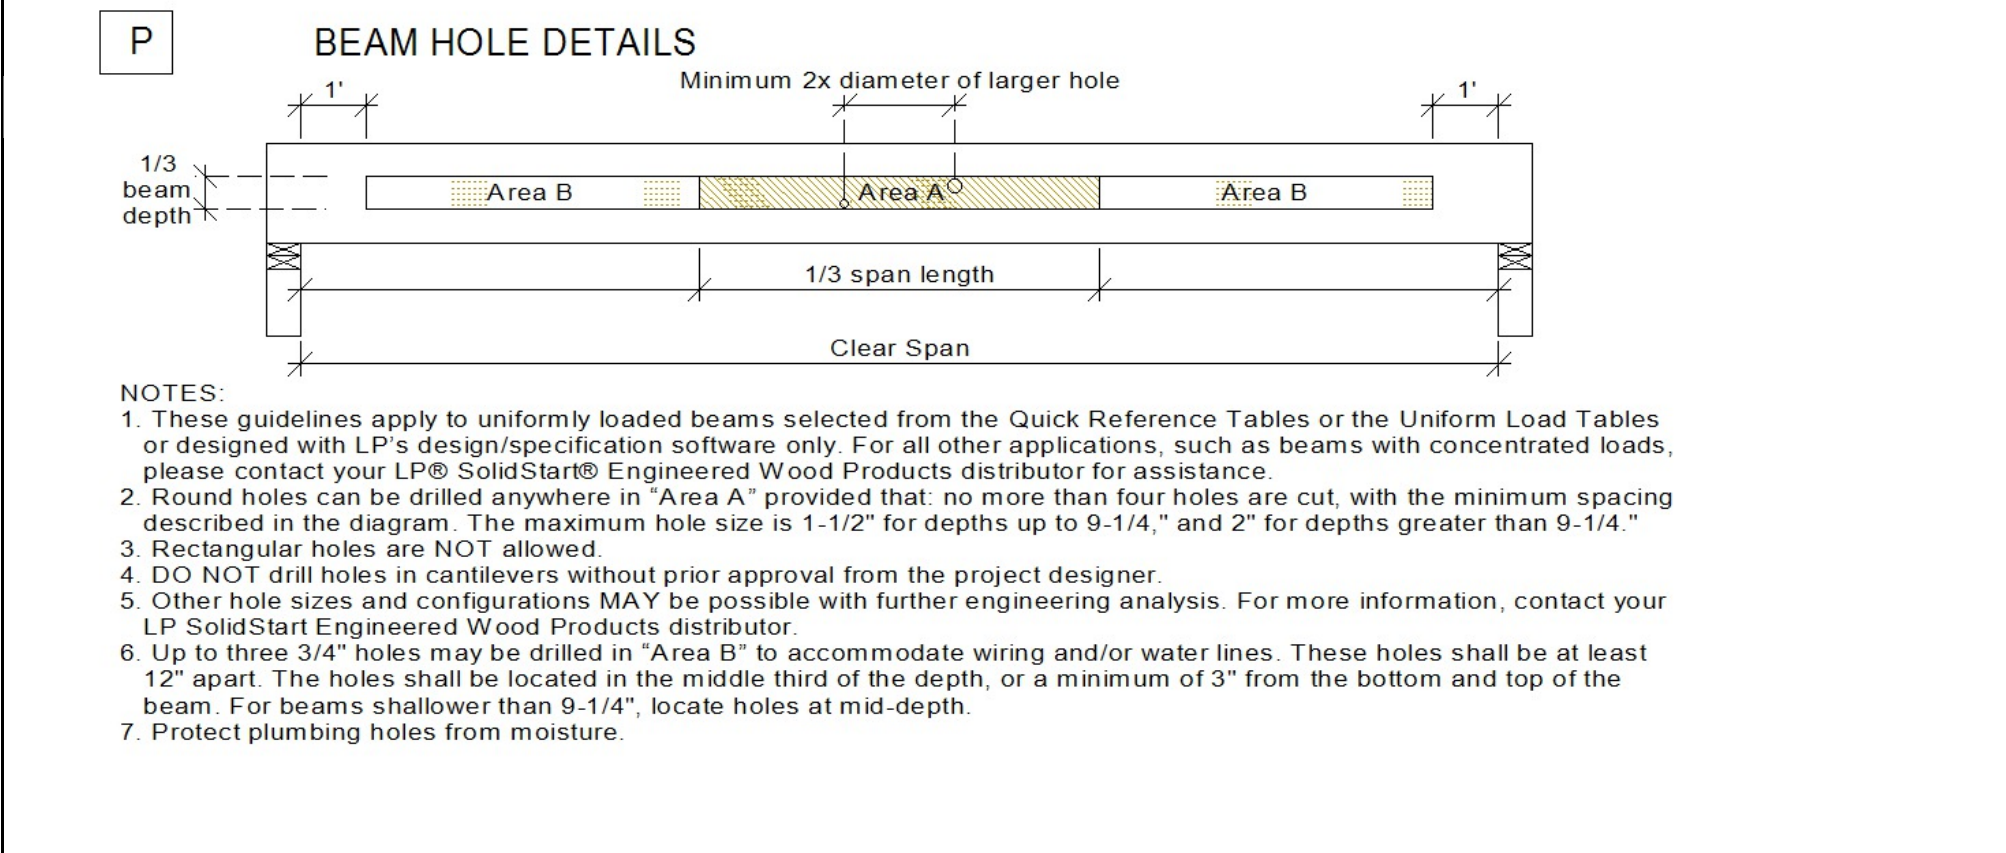 P
BEAM HOLE DETAILS
Minimum 2x diameter of larger hole
1'
1'
1/3
beam
depth
Area B
Area A
Area B
1/3 span length
Clear Span
NOTES:
1. These guidelines apply to uniformly loaded beams selected from the Quick Reference Tables or the Uniform Load Tables
or designed with LP's design/specification software only. For all other applications, such as beams with concentrated loads,
please contact your LP® SolidStart® Engineered Wood Products distributor for assistance.
2. Round holes can be drilled anywhere in “Area A” provided that: no more than four holes are cut, with the minimum spacing
described in the diagram. The maximum hole size is 1-1/2" for depths up to 9-1/4," and 2" for depths greater than 9-1/4."
3. Rectangular holes are NOT allowed.
4. DO NOT drill holes in cantilevers without prior approval from the project designer.
5. Other hole sizes and configurations MAY be possible with further engineering analysis. For more information, contact your
LP SolidStart Engineered Wood Products distributor.
6. Up to three 3/4" holes may be drilled in “Area B” to accommodate wiring and/or water lines. These holes shall be at least
12" apart. The holes shall be located in the middle third of the depth, or a minimum of 3" from the bottom and top of the
beam. For beams shallower than 9-1/4", locate holes at mid-depth.
7. Protect plumbing holes from moisture.